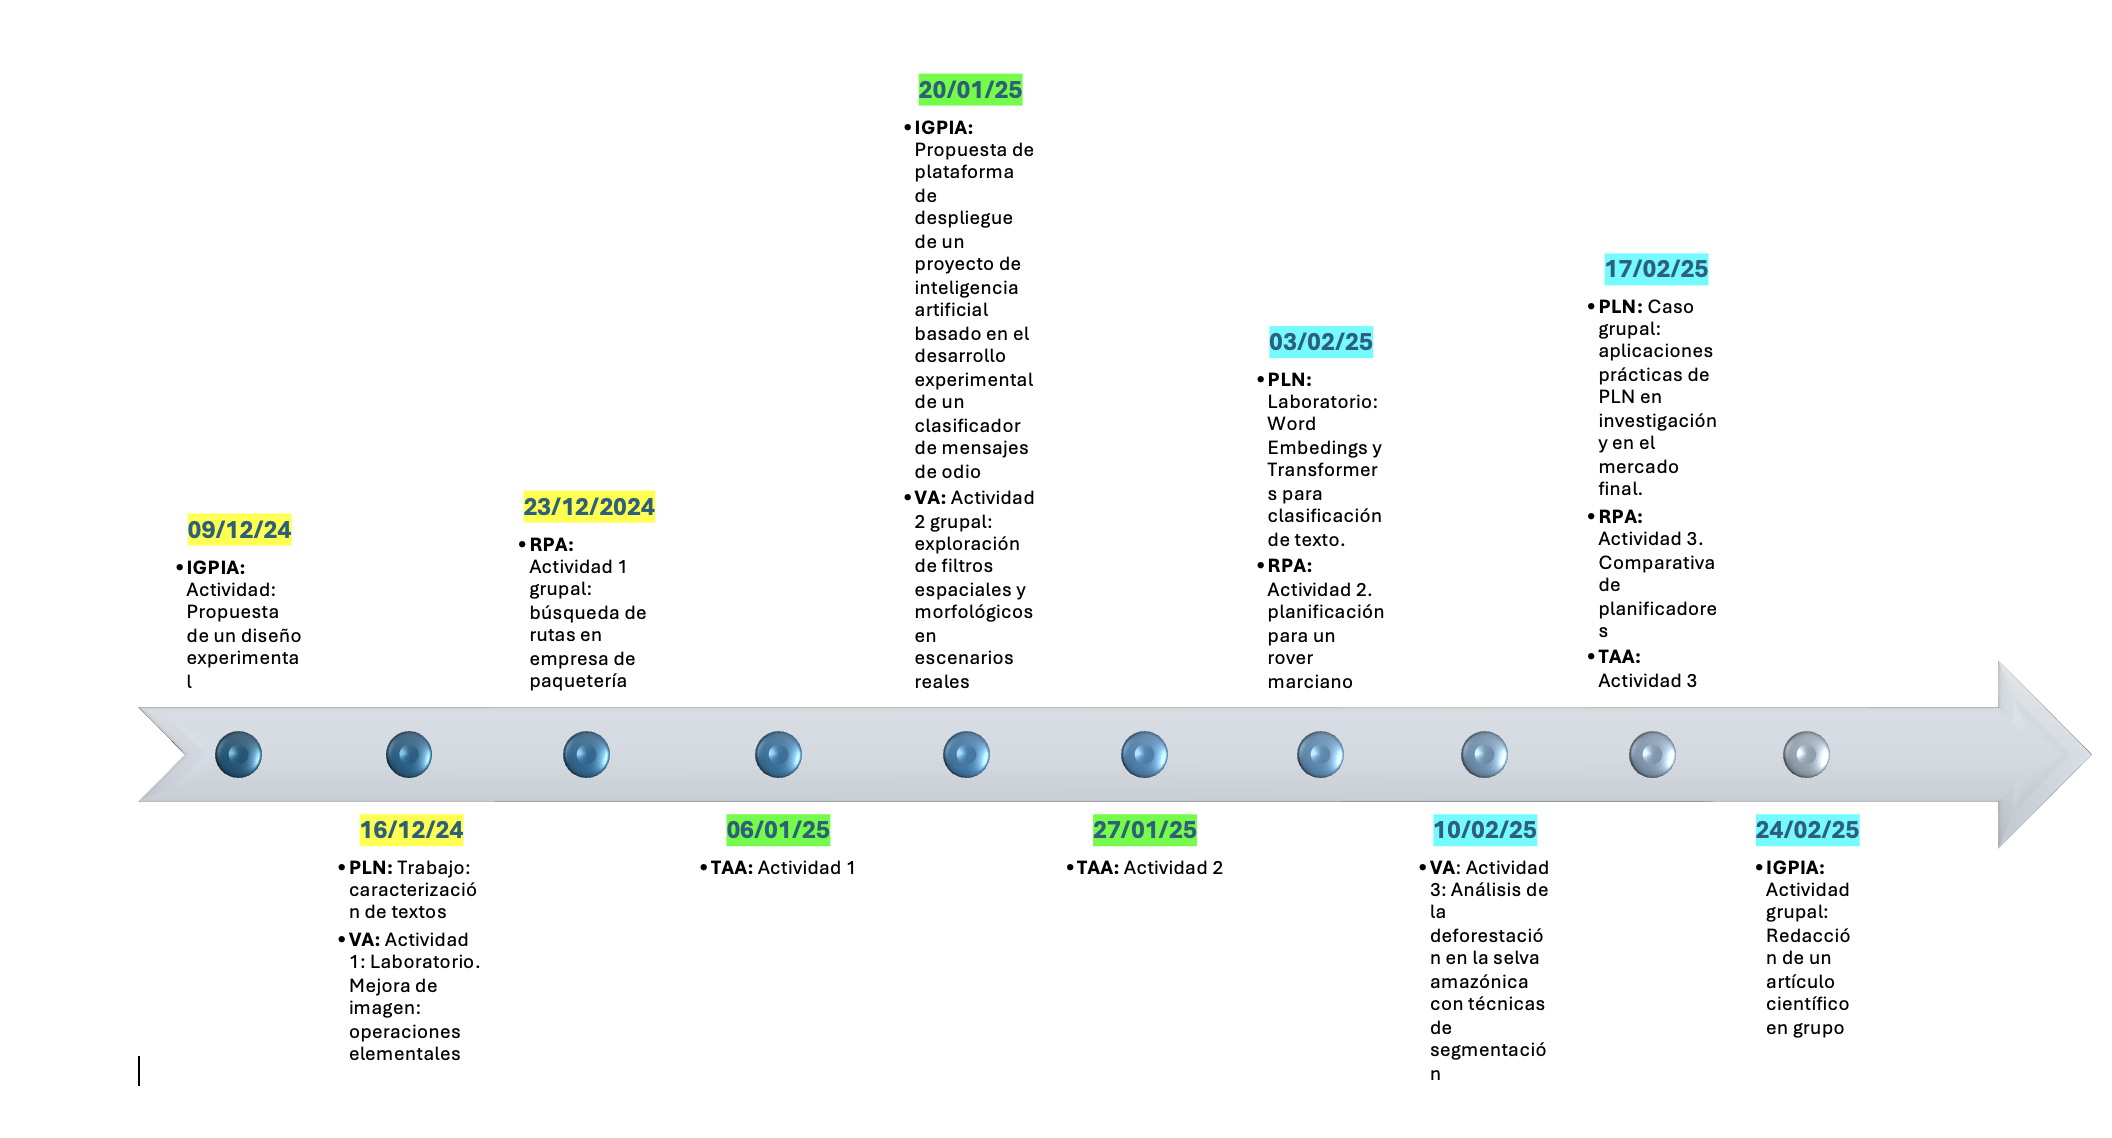 09/12/24
•IGPIA:
Actividad:
Propuesta
de un diseño
experimenta
l
16/12/24
•PLN: Trabajo:
caracterizació
n de textos
•VA: Actividad
1: Laboratorio.
Mejora de
imagen:
operaciones
elementales
23/12/2024
•RPA:
Actividad 1
grupal:
búsqueda de
rutas en
empresa de
paquetería
06/01/25
•TAA: Actividad 1
20/01/25
•IGPIA:
Propuesta de
plataforma
de
despliegue
de un
proyecto de
inteligencia
artificial
basado en el
desarrollo
experimental
de un
clasificador
de mensajes
de odio
•VA: Actividad
2 grupal:
exploración
de filtros
espaciales y
morfológicos
en
escenarios
reales
27/01/25
•TAA: Actividad 2
03/02/25
•PLN:
Laboratorio:
Word
Embedings y
Transformer
s para
clasificación
de texto.
•RPA:
Actividad 2.
planificación
para un
rover
marciano
10/02/25
•VA: Actividad
3: Análisis de
la
deforestació
n en la selva
amazónica
con técnicas
de
segmentació
n
17/02/25
•PLN: Caso
grupal:
aplicaciones
prácticas de
PLN en
investigación
y en el
mercado
final.
•RPA:
Actividad 3.
Comparativa
de
planificadore
s
•TAA:
Actividad 3
24/02/25
•IGPIA:
Actividad
grupal:
Redacció
n de un
artículo
científico
en grupo